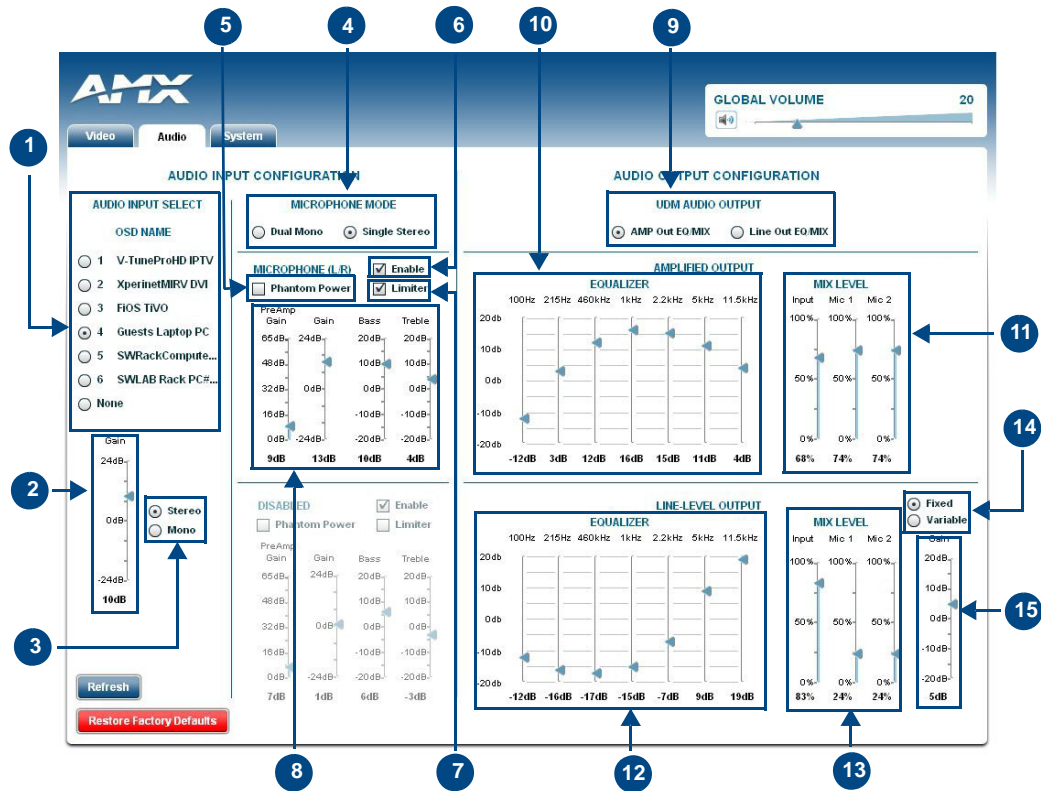 5
4
6
10
9
AMX
GLOBAL VOLUME 20
Video Audio System
1
AUDIO INPUT CONFIGURATION
AUDIO OUTPUT CONFIGURATION
AUDIO INPUT SELECT
OSD NAME
1 V-TuneProHD IPTV
2 XperinetMIRV DVI
3 FiOS TiVO
4 Guests Laptop PC
5 SWRackCompute...
6 SWLAB Rack PC#...
None
MICROPHONE MODE
Dual Mono Single Stereo
UDM AUDIO OUTPUT
AMP Out EQ/MIX Line Out EQ/MIX
MICROPHONE (L/R) Enable
Phantom Power Limiter
PreAmp
Gain Gain Bass Treble
65dB 24dB 20dB 20dB
48dB 10dB 10dB
32dB 0dB 0dB 0dB
16dB -10dB -10dB
0dB -24dB -20dB -20dB
9dB 13dB 10dB 4dB
AMPLIFIED OUTPUT
EQUALIZER
100Hz 215Hz 460kHz 1kHz 2.2kHz 5kHz 11.5kHz
20db
10db
0db
-10db
-20db
-12dB 3dB 12dB 16dB 15dB 11dB 4dB
MIX LEVEL
Input Mic 1 Mic 2
100% 100% 100%
50% 50% 50%
0% 0% 0%
68% 74% 74%
11
14
2
Gain
24dB
0dB
-24dB
10dB
Stereo
Mono
3
DISABLED Enable
Phantom Power Limiter
PreAmp
Gain Gain Bass Treble
65dB 24dB 20dB 20dB
48dB 10dB 10dB
32dB 0dB 0dB 0dB
16dB -10dB -10dB
0dB -24dB -20dB -20dB
7dB 1dB 6dB -3dB
LINE-LEVEL OUTPUT
EQUALIZER
100Hz 215Hz 460kHz 1kHz 2.2kHz 5kHz 11.5kHz
20db
10db
0db
-10db
-20db
-12dB -16dB -17dB -15dB -7dB 9dB 19dB
MIX LEVEL
Input Mic 1 Mic 2
100% 100% 100%
50% 50% 50%
0% 0% 0%
83% 24% 24%
Fixed
Variable
Gain
20dB
10dB
0dB
-10dB
-20dB
5dB
15
Refresh
Restore Factory Defaults
8
7
12
13